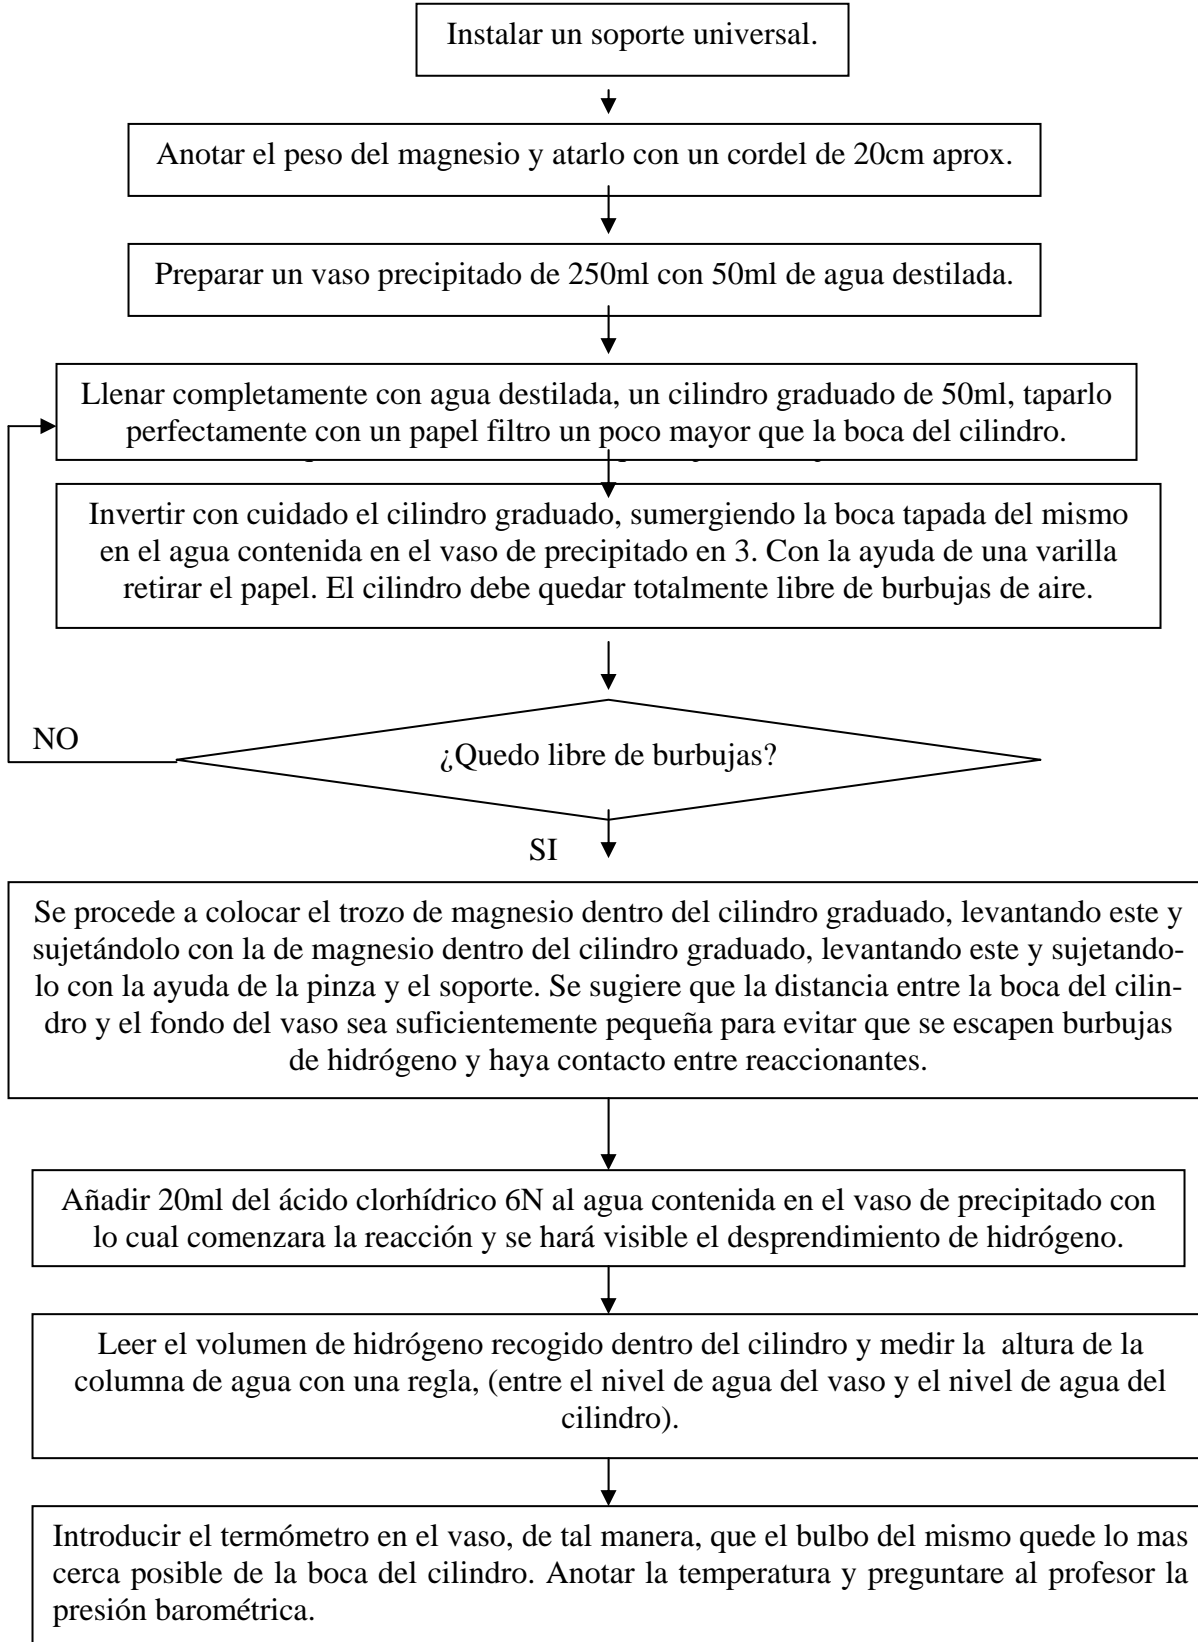 Instalar un soporte universal.
Anotar el peso del magnesio y atarlo con un cordel de 20cm aprox.
Preparar un vaso precipitado de 250ml con 50ml de agua destilada.
Llenar completamente con agua destilada, un cilindro graduado de 50ml, taparlo
perfectamente con un papel filtro un poco mayor que la boca del cilindro.
Invertir con cuidado el cilindro graduado, sumergiendo la boca tapada del mismo
en el agua contenida en el vaso de precipitado en 3. Con la ayuda de una varilla
retirar el papel. El cilindro debe quedar totalmente libre de burbujas de aire.
NO
¿Quedo libre de burbujas?
SI
Se procede a colocar el trozo de magnesio dentro del cilindro graduado, levantando este y
sujetándolo con la de magnesio dentro del cilindro graduado, levantando este y sujetando-
lo con la ayuda de la pinza y el soporte. Se sugiere que la distancia entre la boca del cilin-
dro y el fondo del vaso sea suficientemente pequeña para evitar que se escapen burbujas
de hidrógeno y haya contacto entre reaccionantes.
Añadir 20ml del ácido clorhídrico 6N al agua contenida en el vaso de precipitado con
lo cual comenzara la reacción y se hará visible el desprendimiento de hidrógeno.
Leer el volumen de hidrógeno recogido dentro del cilindro y medir la altura de la
columna de agua con una regla, (entre el nivel de agua del vaso y el nivel de agua del
cilindro).
Introducir el termómetro en el vaso, de tal manera, que el bulbo del mismo quede lo mas
cerca posible de la boca del cilindro. Anotar la temperatura y preguntare al profesor la
presión barométrica.